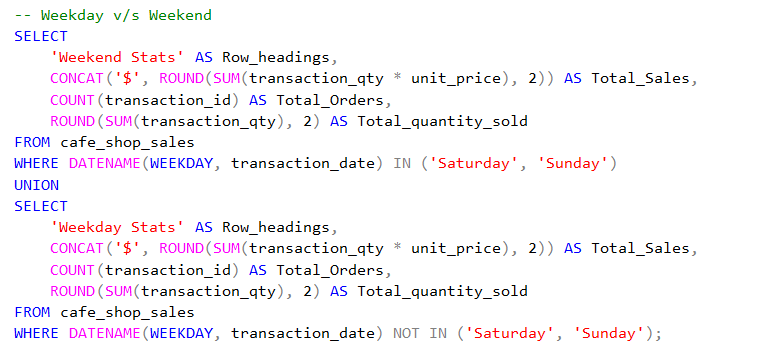 -- Weekday v/s Weekend
SELECT
    'Weekend Stats' AS Row_headings,
    CONCAT('$', ROUND(SUM(transaction_qty * unit_price), 2)) AS Total_Sales,
    COUNT(transaction_id) AS Total_Orders,
    ROUND(SUM(transaction_qty), 2) AS Total_quantity_sold
FROM cafe_shop_sales
WHERE DATENAME(WEEKDAY, transaction_date) IN ('Saturday', 'Sunday')
UNION
SELECT
    'Weekday Stats' AS Row_headings,
    CONCAT('$', ROUND(SUM(transaction_qty * unit_price), 2)) AS Total_Sales,
    COUNT(transaction_id) AS Total_Orders,
    ROUND(SUM(transaction_qty), 2) AS Total_quantity_sold
FROM cafe_shop_sales
WHERE DATENAME(WEEKDAY, transaction_date) NOT IN ('Saturday', 'Sunday');